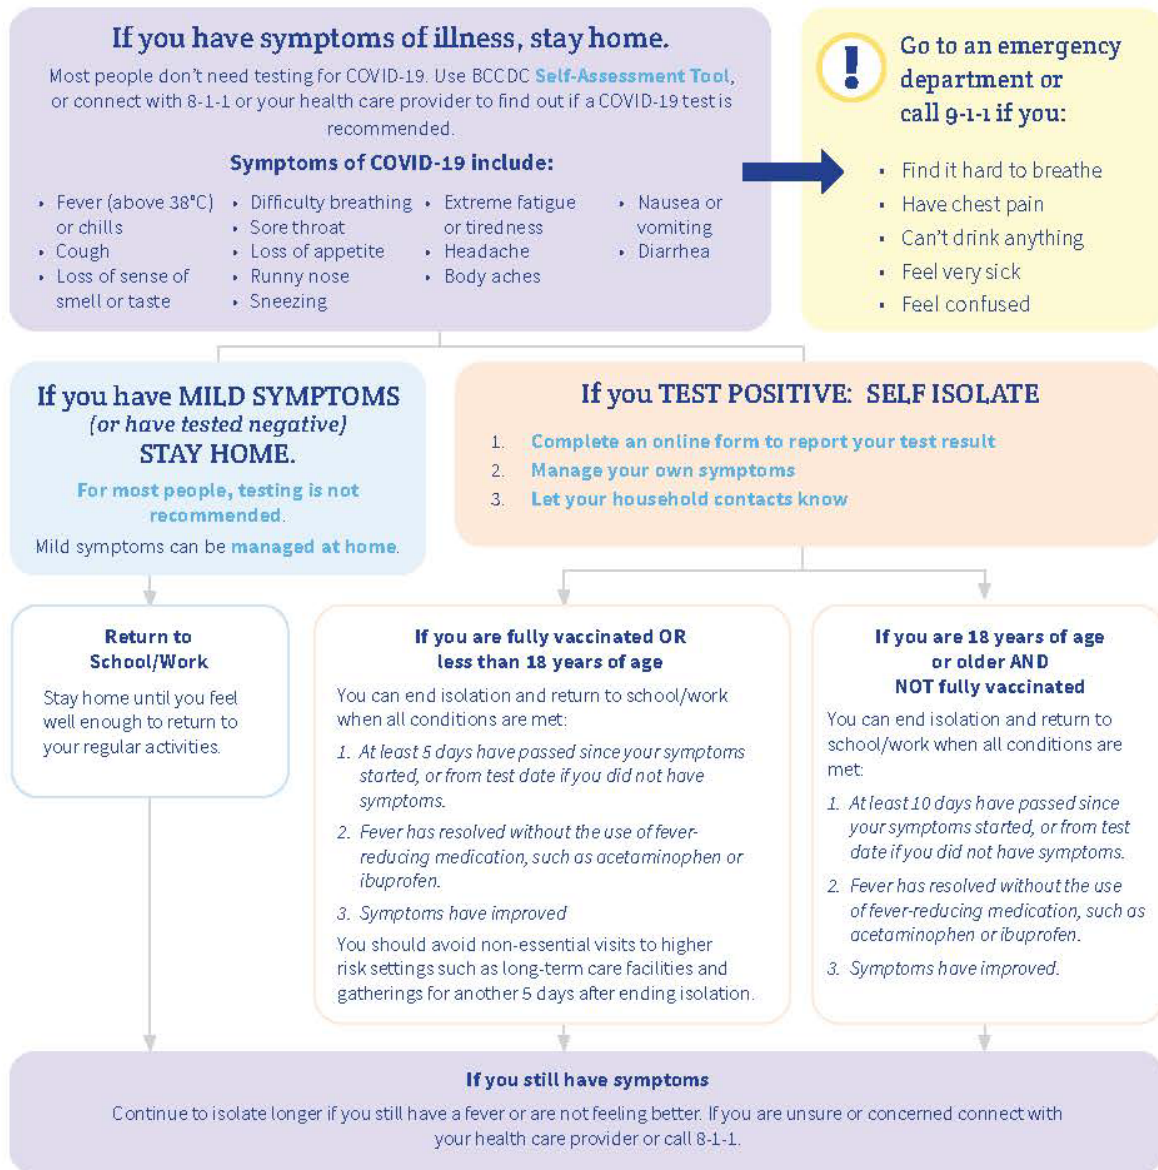 If you have symptoms of illness, stay home.
Most people don't need testing for COVID-19. Use BCCDC Self-Assessment Tool,
or connect with 8-1-1 or your health care provider to find out if a COVID-19 test is
recommended.
Symptoms of COVID-19 include:
• Fever (above 38°C)
or chills
• Cough
• Loss of sense of
smell or taste
• Difficulty breathing
• Sore throat
• Loss of appetite
• Runny nose
• Sneezing
• Extreme fatigue
or tiredness
• Headache
• Body aches
• Nausea or
vomiting
• Diarrhea
!
Go to an emergency
department or
call 9-1-1 if you:
• Find it hard to breathe
• Have chest pain
• Can't drink anything
• Feel very sick
• Feel confused
If you have MILD SYMPTOMS
(or have tested negative)
STAY HOME.
For most people, testing is not
recommended.
Mild symptoms can be managed at home.
If you TEST POSITIVE: SELF ISOLATE
1. Complete an online form to report your test result
2. Manage your own symptoms
3. Let your household contacts know
Return to
School/Work
Stay home until you feel
well enough to return to
your regular activities.
If you are fully vaccinated OR
less than 18 years of age
You can end isolation and return to school/work
when all conditions are met:
1. At least 5 days have passed since your symptoms
started, or from test date if you did not have
symptoms.
2. Fever has resolved without the use of fever-
reducing medication, such as acetaminophen or
ibuprofen.
3. Symptoms have improved
You should avoid non-essential visits to higher
risk settings such as long-term care facilities and
gatherings for another 5 days after ending isolation.
If you are 18 years of age
or older AND
NOT fully vaccinated
You can end isolation and return to
school/work when all conditions are
met:
1. At least 10 days have passed since
your symptoms started, or from test
date if you did not have symptoms.
2. Fever has resolved without the use
of fever-reducing medication, such as
acetaminophen or ibuprofen.
3. Symptoms have improved.
If you still have symptoms
Continue to isolate longer if you still have a fever or are not feeling better. If you are unsure or concerned connect with
your health care provider or call 8-1-1.